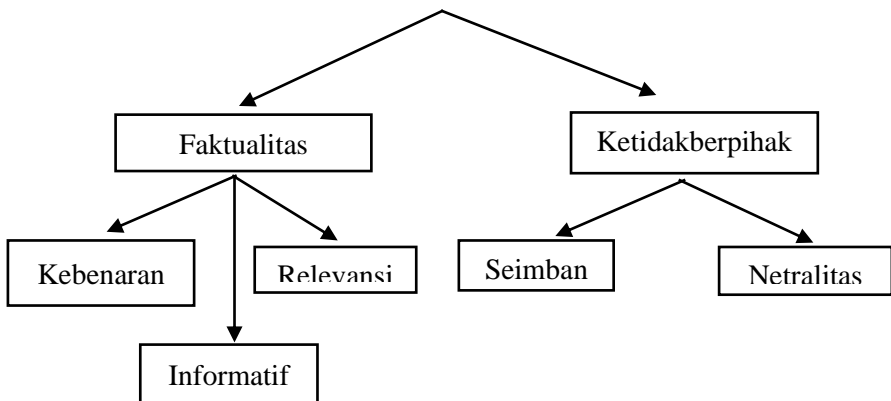 Faktualitas
Ketidakberpihak
Kebenaran
Relevansi
Seimban
Netralitas
Informatif